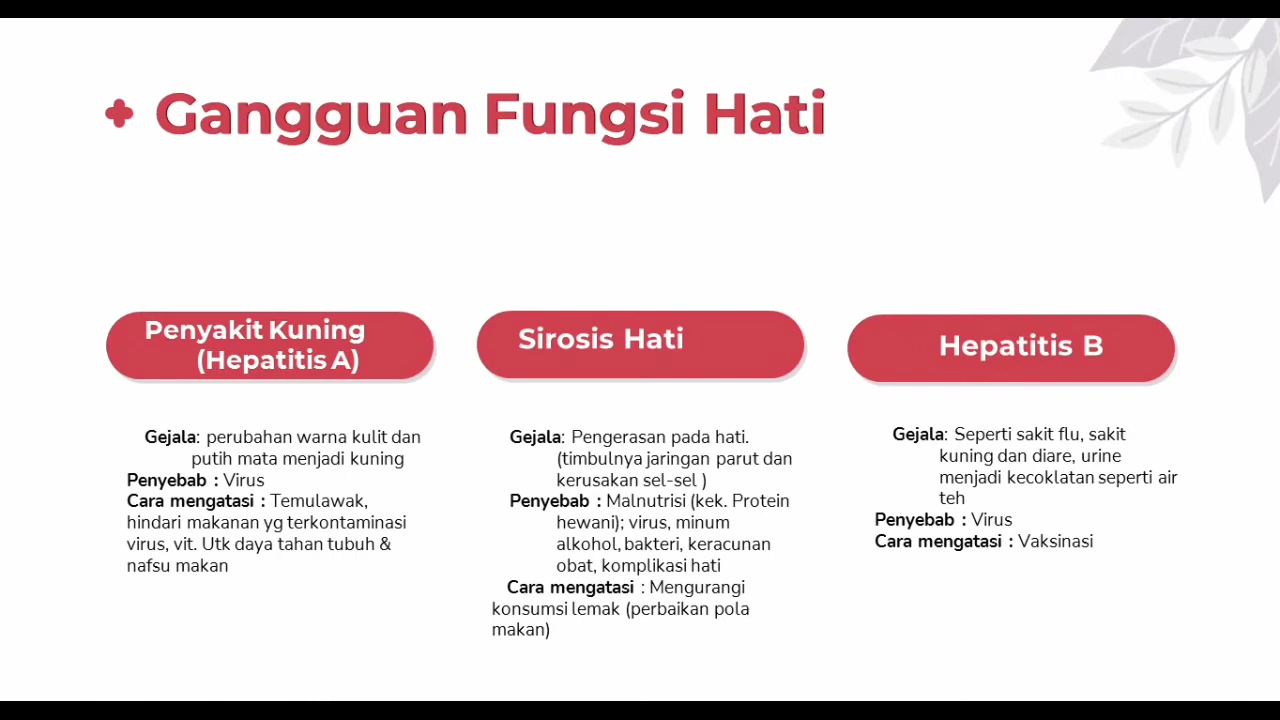 Gangguan Fungsi Hati
Penyakit Kuning
(Hepatitis A)
Gejala: perubahan warna kulit dan
putih mata menjadi kuning
Penyebab : Virus
Cara mengatasi : Temulawak,
hindari makanan yg terkontaminasi
virus, vit. Utk daya tahan tubuh &
nafsu makan
Sirosis Hati
Gejala: Pengerasan pada hati.
(timbulnya jaringan parut dan
kerusakan sel-sel )
Penyebab : Malnutrisi (kek. Protein
hewani); virus, minum
alkohol, bakteri, keracunan
obat, komplikasi hati
Cara mengatasi : Mengurangi
konsumsi lemak (perbaikan pola
makan)
Hepatitis B
Gejala: Seperti sakit flu, sakit
kuning dan diare, urine
menjadi kecoklatan seperti air
teh
Penyebab : Virus
Cara mengatasi : Vaksinasi